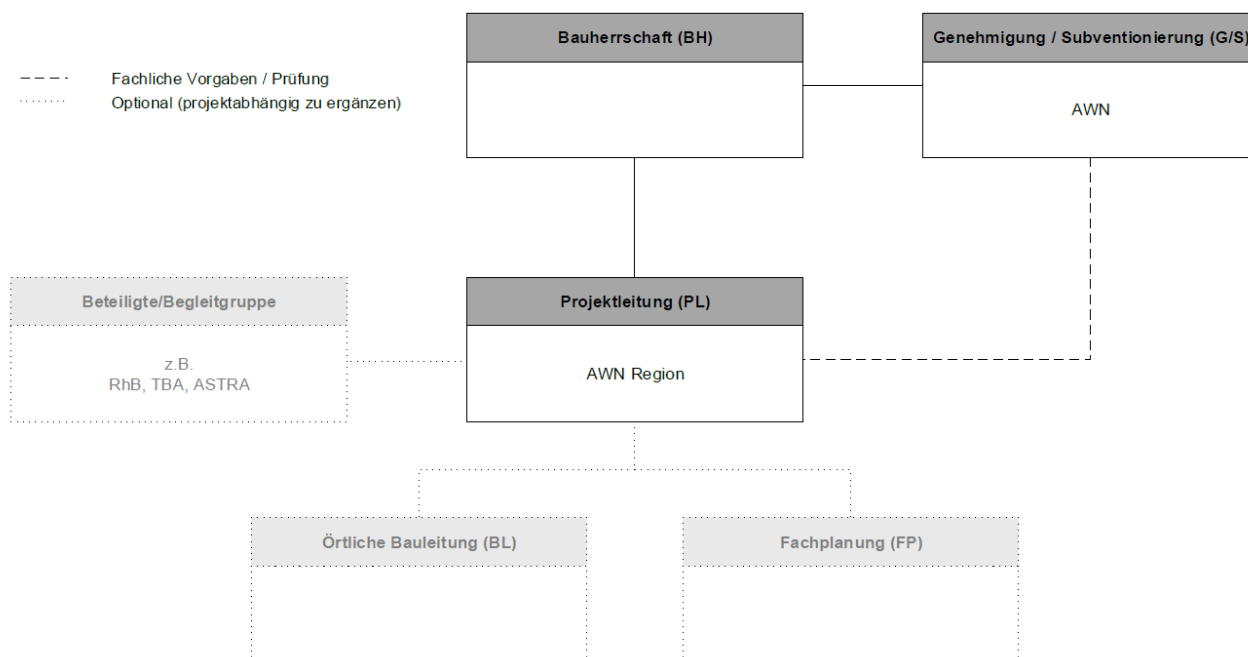 Bauherrschaft (BH)
Genehmigung / Subventionierung (G/S)
Fachliche Vorgaben / Prüfung
Optional (projektabhängig zu ergänzen)
AWN
Beteiligte/Begleitgruppe
Projektleitung (PL)
z.B.
RhB, TBA, ASTRA
AWN Region
Örtliche Bauleitung (BL)
Fachplanung (FP)